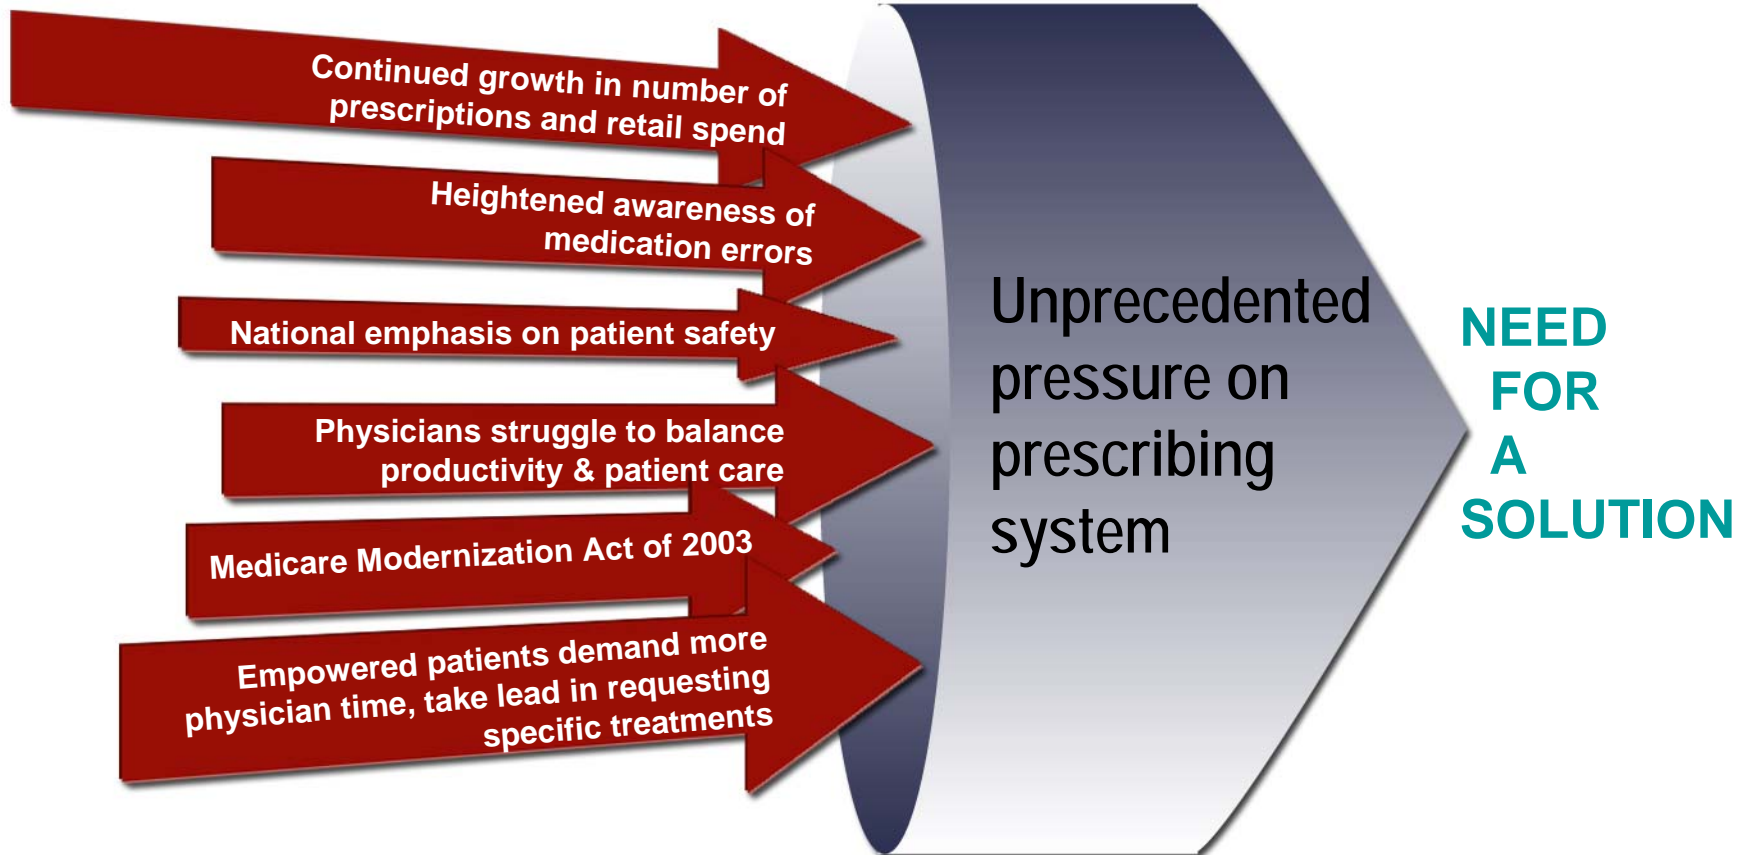 Continued growth in number of
prescriptions and retail spend
Heightened awareness of
medication errors
National emphasis on patient safety
Physicians struggle to balance
productivity & patient care
Medicare Modernization Act of 2003
Empowered patients demand more
physician time, take lead in requesting
specific treatments
Unprecedented
pressure on
prescribing
system
NEED
FOR
A
SOLUTION